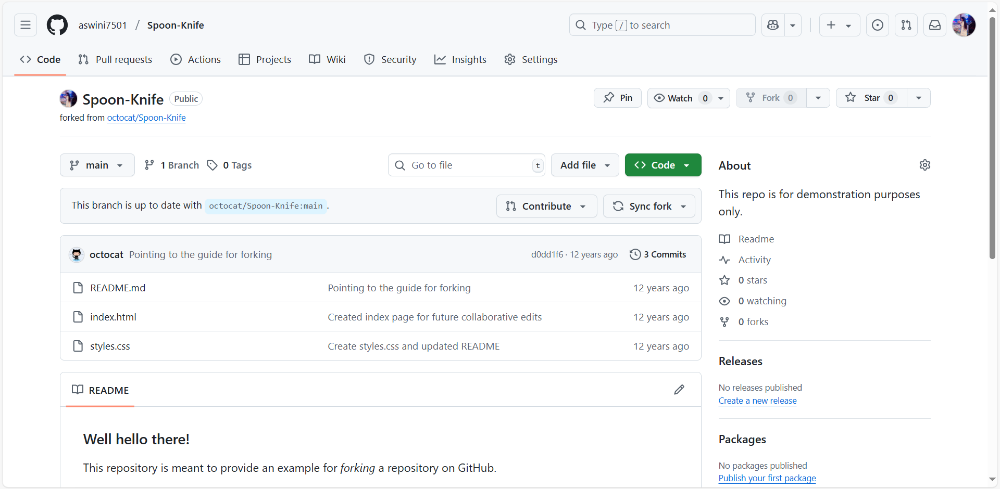 aswini7501 / Spoon-Knife
Type / to search
Code
Pull requests
Actions
Projects
Wiki
Security
Insights
Settings
Spoon-Knife Public
forked from octocat/Spoon-Knife
Pin
Watch 0
Fork 0
Star 0
main
1 Branch
0 Tags
Go to file t
Add file
Code
This branch is up to date with octocat/Spoon-Knife:main.
Contribute
Sync fork
octocat Pointing to the guide for forking
d0dd1f6 · 12 years ago
3 Commits
README.md Pointing to the guide for forking 12 years ago
index.html Created index page for future collaborative edits 12 years ago
styles.css Create styles.css and updated README 12 years ago
README
Well hello there!
This repository is meant to provide an example for forking a repository on GitHub.
About
This repo is for demonstration purposes
only.
Readme
Activity
0 stars
0 watching
0 forks
Releases
No releases published
Create a new release
Packages
No packages published
Publish your first package